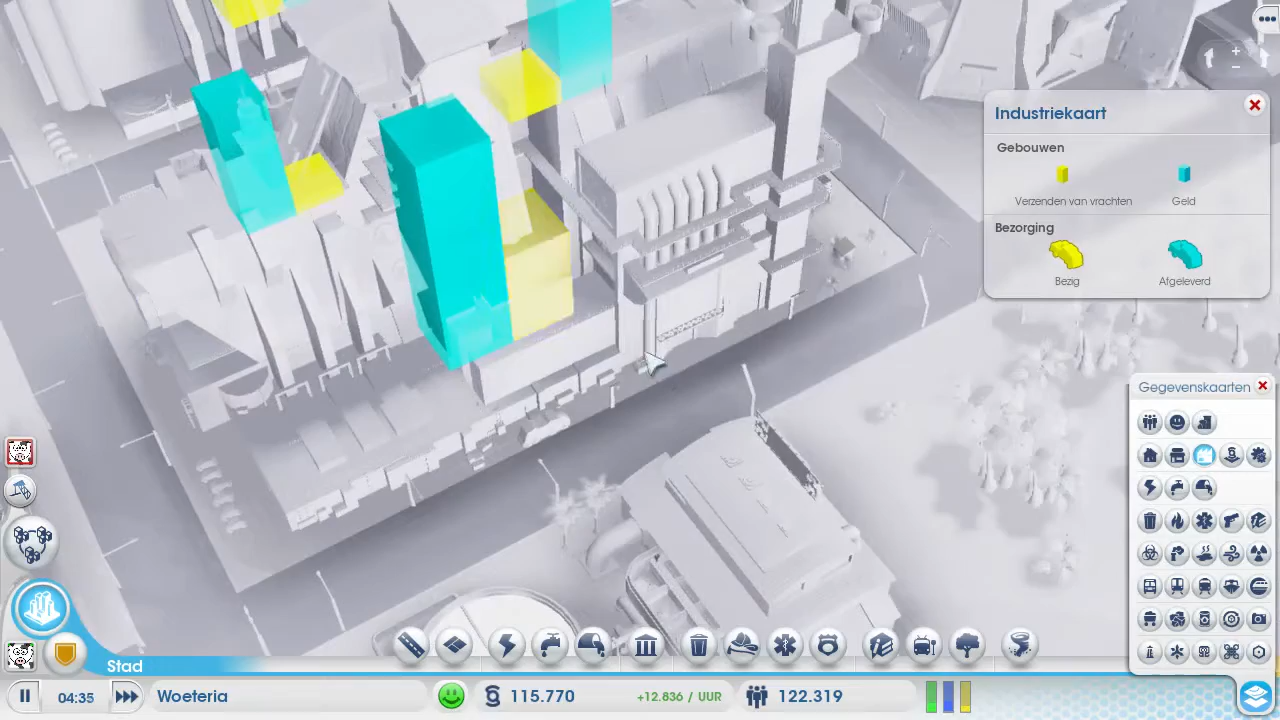 Industriekaart
Gebouwen
Verzenden van vrachten
Geld
Bezorging
Bezig
Afgeleverd
Gegevenskaarten
Stad
04:35
Woeteria
115.770
+12.836 / UUR
122.319